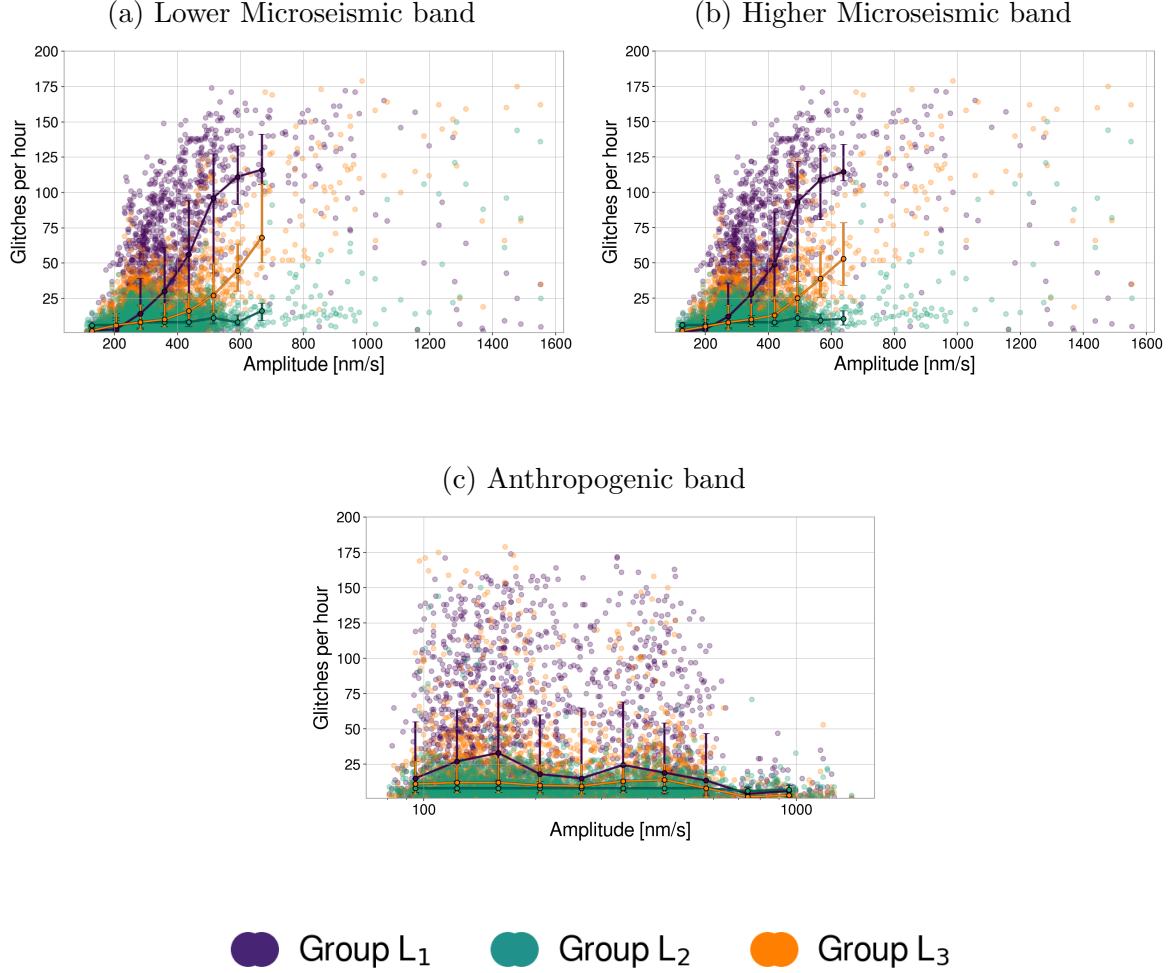 (a) Lower Microseismic band
(b) Higher Microseismic band
200
175
150
125
100
75
50
25
Glitches per hour
200 400 600 800 1000 1200 1400 1600
Amplitude [nm/s]
200
175
150
125
100
75
50
25
Glitches per hour
200 400 600 800 1000 1200 1400 1600
Amplitude [nm/s]
(c) Anthropogenic band
200
175
150
125
100
75
50
25
Glitches per hour
100 1000
Amplitude [nm/s]
Group L₁ Group L₂ Group L₃